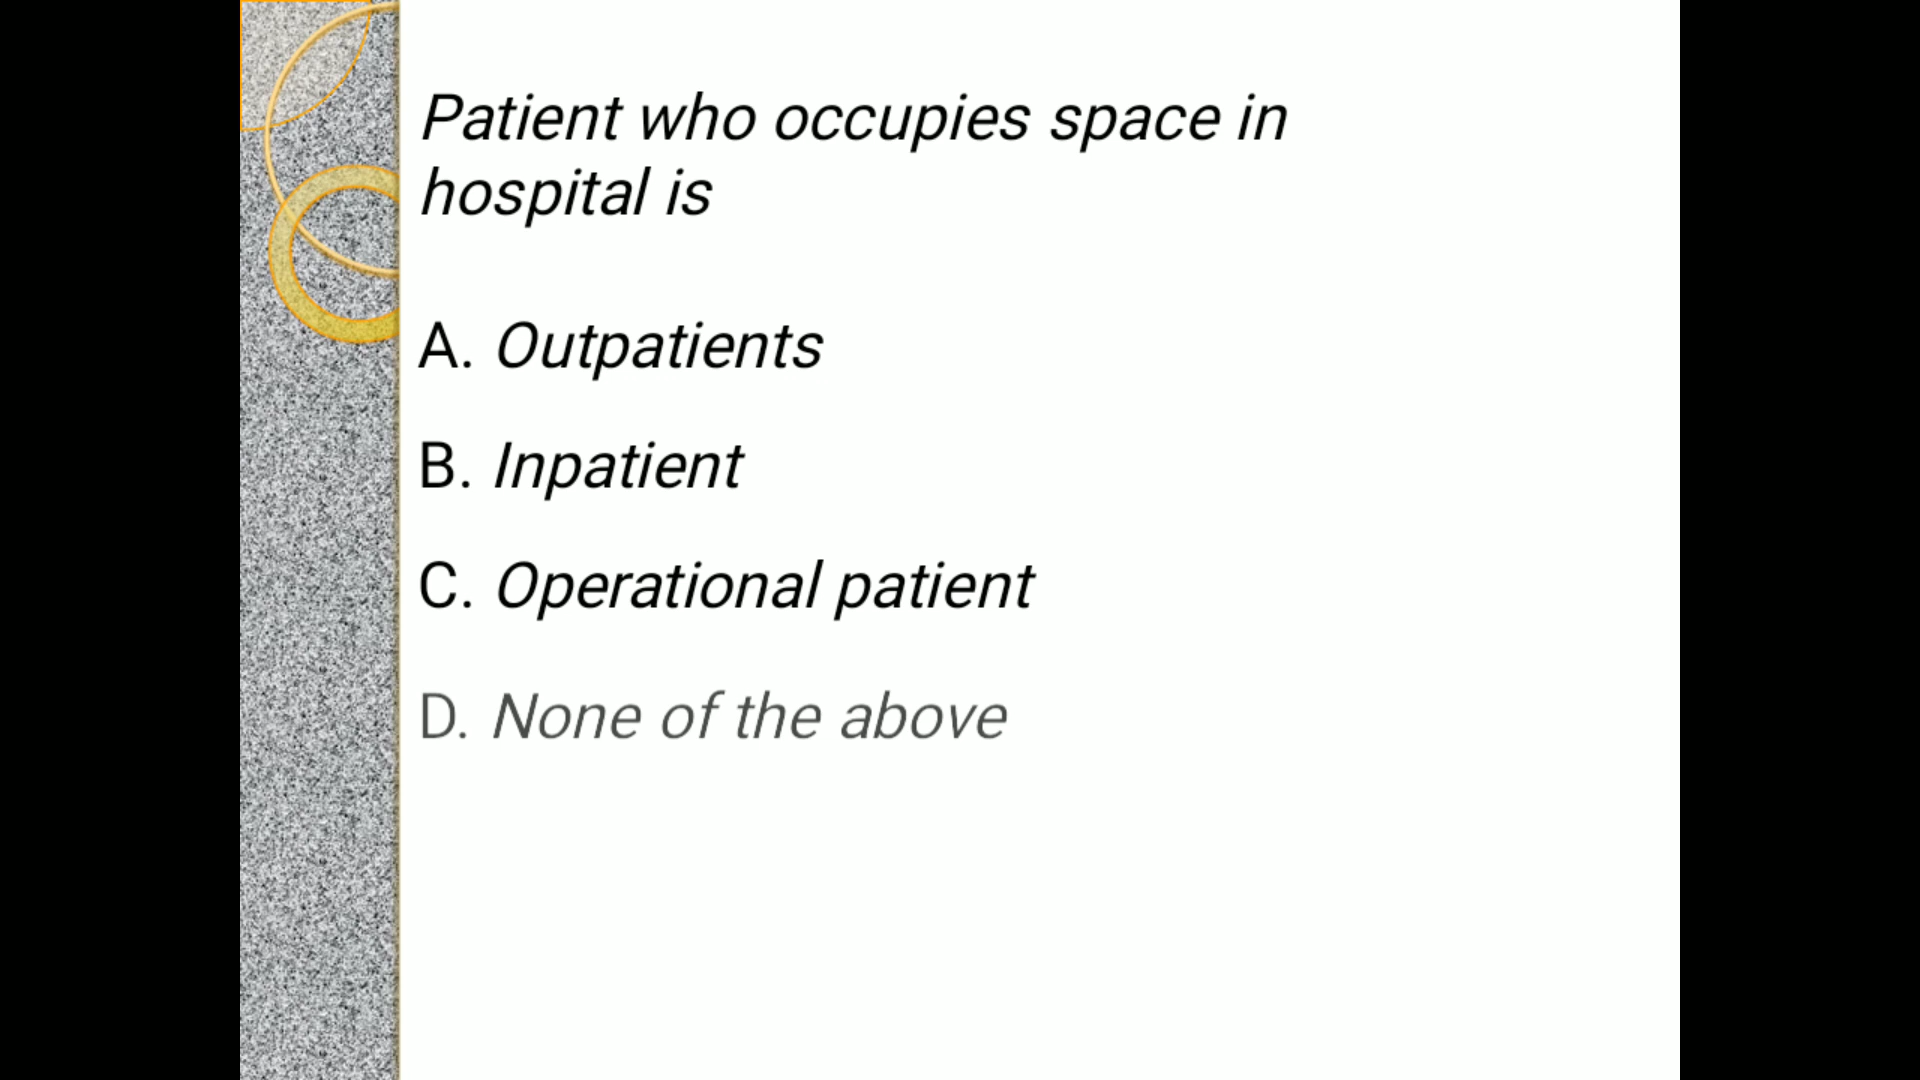 Patient who occupies space in
hospital is
A. Outpatients
B. Inpatient
C. Operational patient
D. None of the above